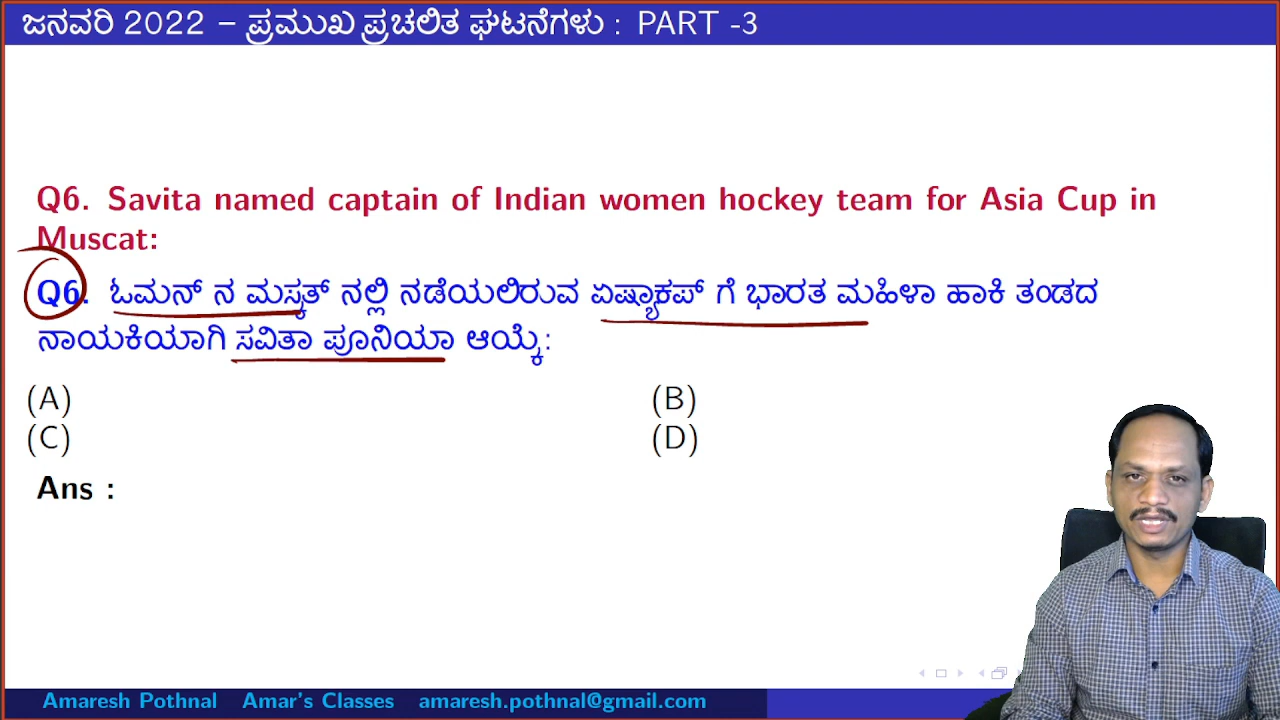 ಜನವರಿ 2022 – ಪ್ರಮುಖ ಪ್ರಚಲಿತ ಘಟನೆಗಳು : PART -3
Q6. Savita named captain of Indian women hockey team for Asia Cup in
Muscat:
Q6. ಓಮನ್ ನ ಮಸ್ಕತ್ ನಲ್ಲಿ ನಡೆಯಲಿರುವ ಏಷ್ಯಾಕಪ್ ಗೆ ಭಾರತ ಮಹಿಳಾ ಹಾಕಿ ತಂಡದ
ನಾಯಕಿಯಾಗಿ ಸವಿತಾ ಪೂನಿಯಾ ಆಯ್ಕೆ:
(A) (B)
(C) (D)
Ans :
Amaresh Pothnal Amar's Classes amaresh.pothnal@gmail.com